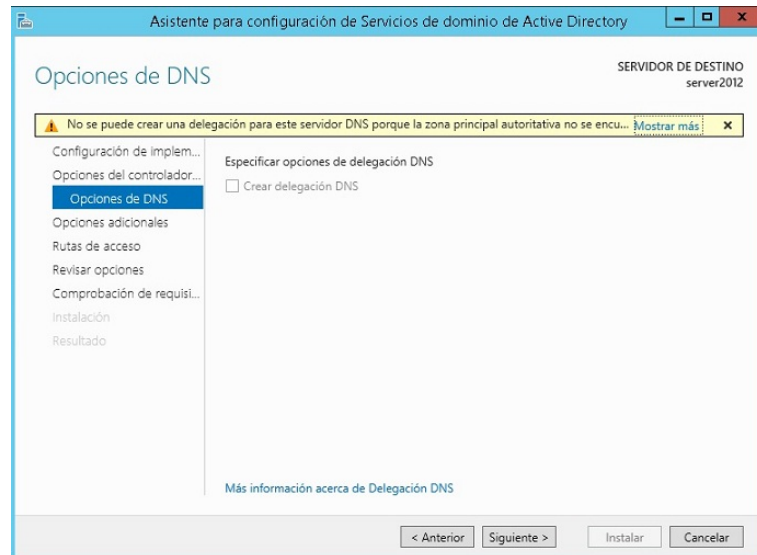 Asistente para configuración de Servicios de dominio de Active Directory
Opciones de DNS
SERVIDOR DE DESTINO
server2012
No se puede crear una delegación para este servidor DNS porque la zona principal autoritativa no se encu... Mostrar más
Configuración de implem...
Opciones del controlador...
Opciones de DNS
Opciones adicionales
Rutas de acceso
Revisar opciones
Comprobación de requisi...
Instalación
Resultado
Especificar opciones de delegación DNS
Crear delegación DNS
Más información acerca de Delegación DNS
< Anterior
Siguiente >
Instalar
Cancelar